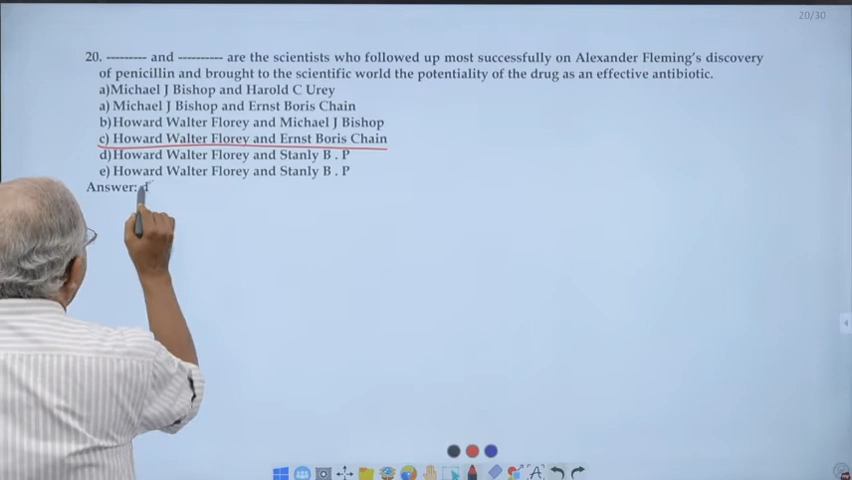 20/30
20. --------- and ---------- are the scientists who followed up most successfully on Alexander Fleming's discovery
of penicillin and brought to the scientific world the potentiality of the drug as an effective antibiotic.
a)Michael J Bishop and Harold C Urey
a) Michael J Bishop and Ernst Boris Chain
b)Howard Walter Florey and Michael J Bishop
c) Howard Walter Florey and Ernst Boris Chain
d)Howard Walter Florey and Stanly B . P
e) Howard Walter Florey and Stanly B . P
Answer: d